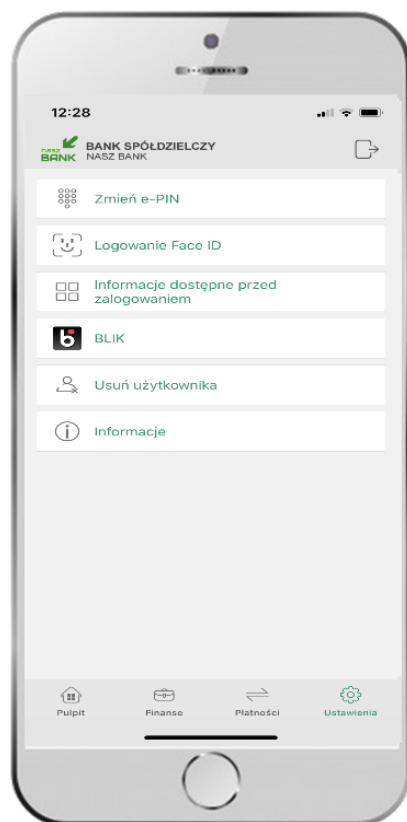 12:28
nasz BANK
BANK SPÓŁDZIELCZY
NASZ BANK
Zmień e-PIN
Logowanie Face ID
Informacje dostępne przed
zalogowaniem
BLIK
Usuń użytkownika
Informacje
Pulpit Finanse Płatności Ustawienia